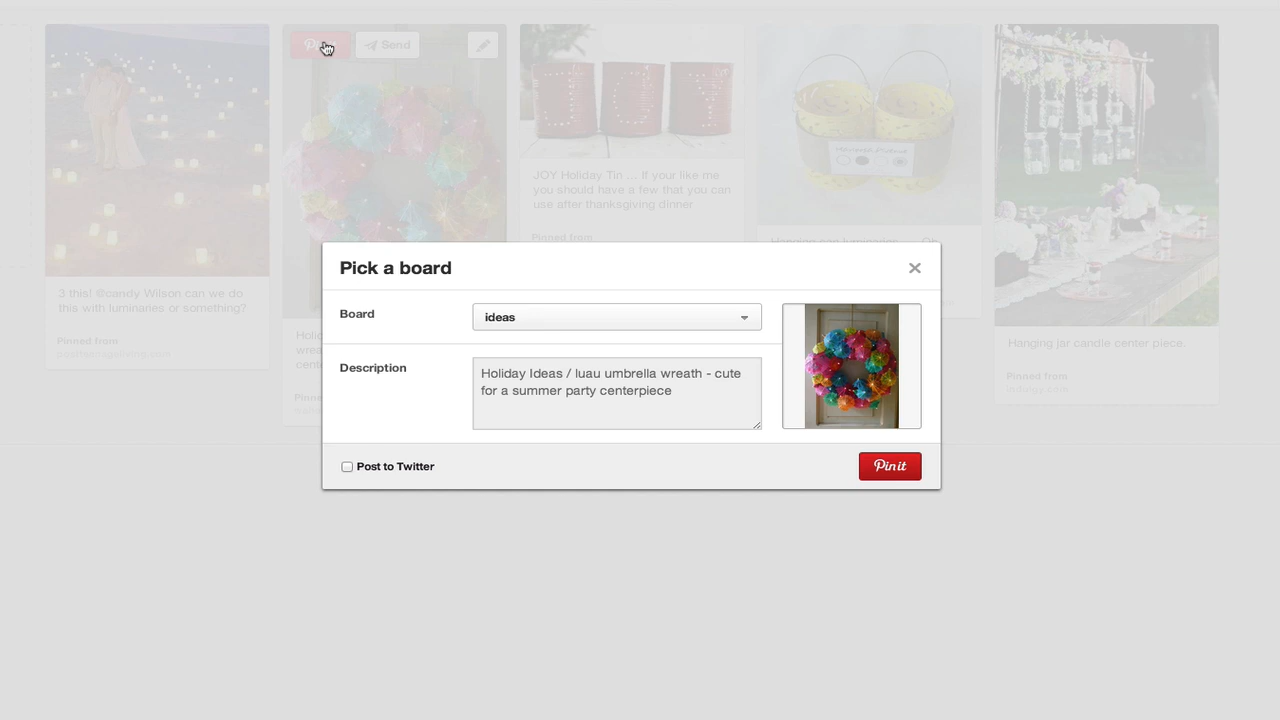 Send
JOY Holiday Tin ... If your like me
you should have a few that you can
use after thanksgiving dinner
Pinned from
Pick a board
3 this! @candy Wilson can we do
this with luminaries or something?
Pinned from
Board
ideas
Description
Holiday Ideas / luau umbrella wreath - cute
for a summer party centerpiece
Hanging jar candle center piece.
Pinned from
Post to Twitter
Pinit